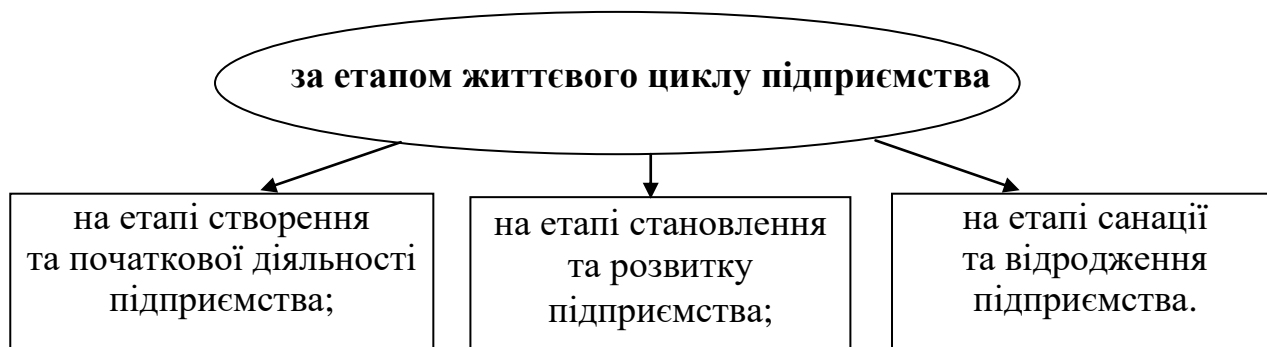 за етапом життєвого циклу підприємства
на етапі створення
та початкової діяльності
підприємства;
на етапі становлення
та розвитку
підприємства;
на етапі санації
та відродження
підприємства.